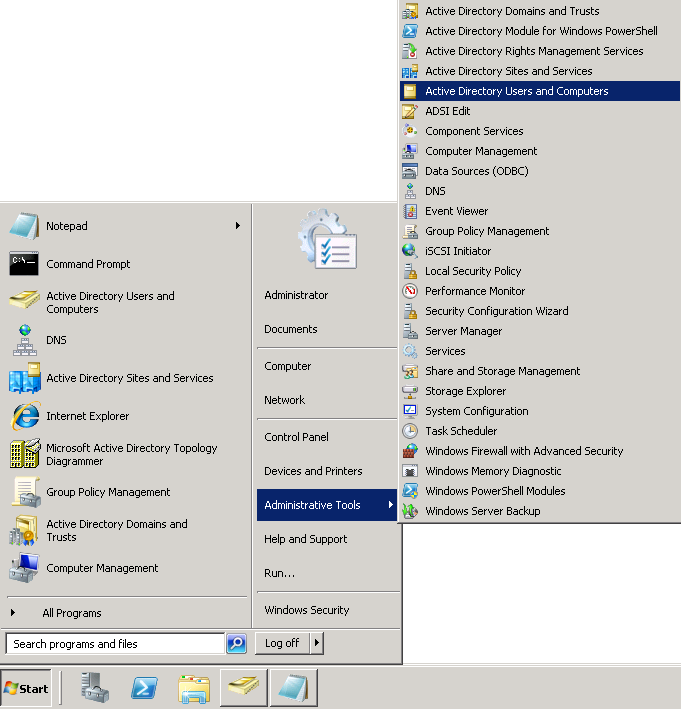 Active Directory Domains and Trusts
Active Directory Module for Windows PowerShell
Active Directory Rights Management Services
Active Directory Sites and Services
Active Directory Users and Computers
ADSI Edit
Component Services
Computer Management
Data Sources (ODBC)
DNS
Event Viewer
Group Policy Management
iSCSI Initiator
Local Security Policy
Performance Monitor
Security Configuration Wizard
Server Manager
Services
Share and Storage Management
Storage Explorer
System Configuration
Task Scheduler
Windows Firewall with Advanced Security
Windows Memory Diagnostic
Windows PowerShell Modules
Windows Server Backup
Notepad
C:\_
Command Prompt
Active Directory Users and
Computers
DNS
Active Directory Sites and Services
Internet Explorer
Microsoft Active Directory Topology
Diagrammer
Group Policy Management
Active Directory Domains and
Trusts
Computer Management
All Programs
Search programs and files
Administrator
Documents
Computer
Network
Control Panel
Devices and Printers
Administrative Tools
Help and Support
Run...
Windows Security
Log off
Start